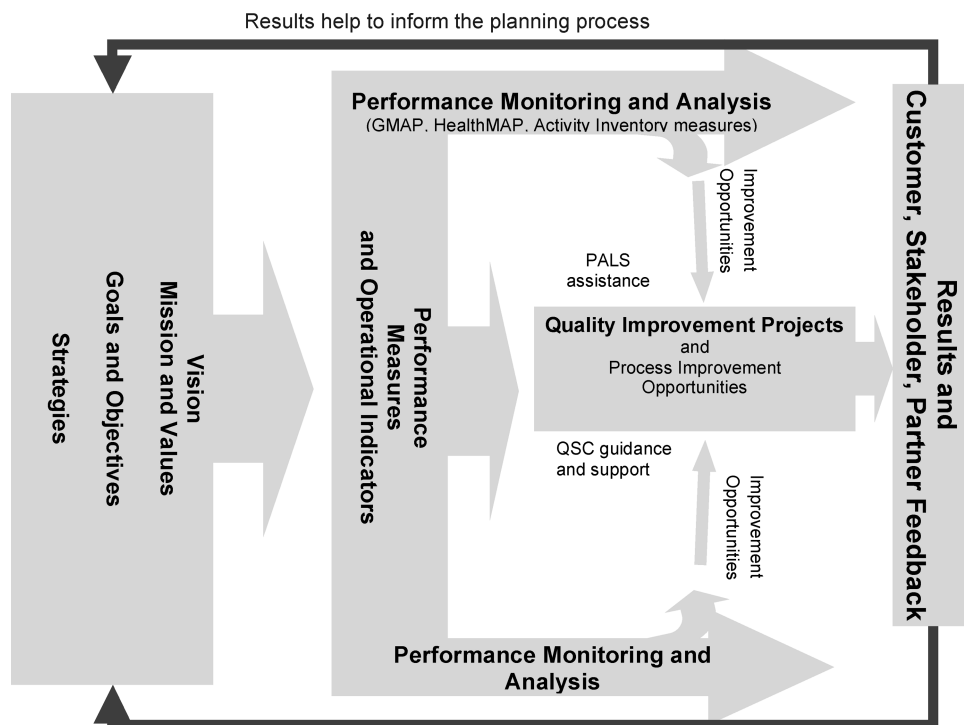 Results help to inform the planning process
Vision
Mission and Values
Goals and Objectives
Strategies
Performance
Measures
and Operational Indicators
Performance Monitoring and Analysis
(GMAP, HealthMAP, Activity Inventory measures)
Improvement
Opportunities
PALS
assistance
Quality Improvement Projects
and
Process Improvement
Opportunities
QSC guidance
and support
Improvement
Opportunities
Performance Monitoring and
Analysis
Results and
Customer, Stakeholder, Partner Feedback